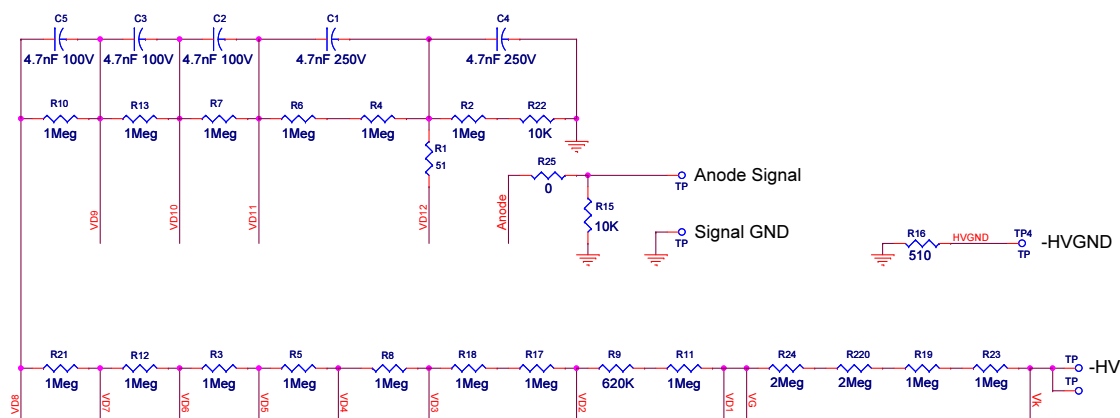 C5 C3 C2 C1 C4
4.7nF 100V 4.7nF 100V 4.7nF 100V 4.7nF 250V 4.7nF 250V
R10 R13 R7 R6 R4 R2 R22
1Meg 1Meg 1Meg 1Meg 1Meg 1Meg 10K
R1
51
R25
0
TP
Anode Signal
R15
10K
TP
Signal GND
VD9 VD10 VD11 VD12 Anode
R16
510
HVGND
TP4
TP
-HVGND
R21 R12 R3 R5 R8 R18 R17 R9 R11 R24 R220 R19 R23
1Meg 1Meg 1Meg 1Meg 1Meg 1Meg 1Meg 620K 1Meg 2Meg 2Meg 1Meg 1Meg
TP
-HV
TP
VD8 VD7 VD6 VD5 VD4 VD3 VD2 VD1 VG Vk